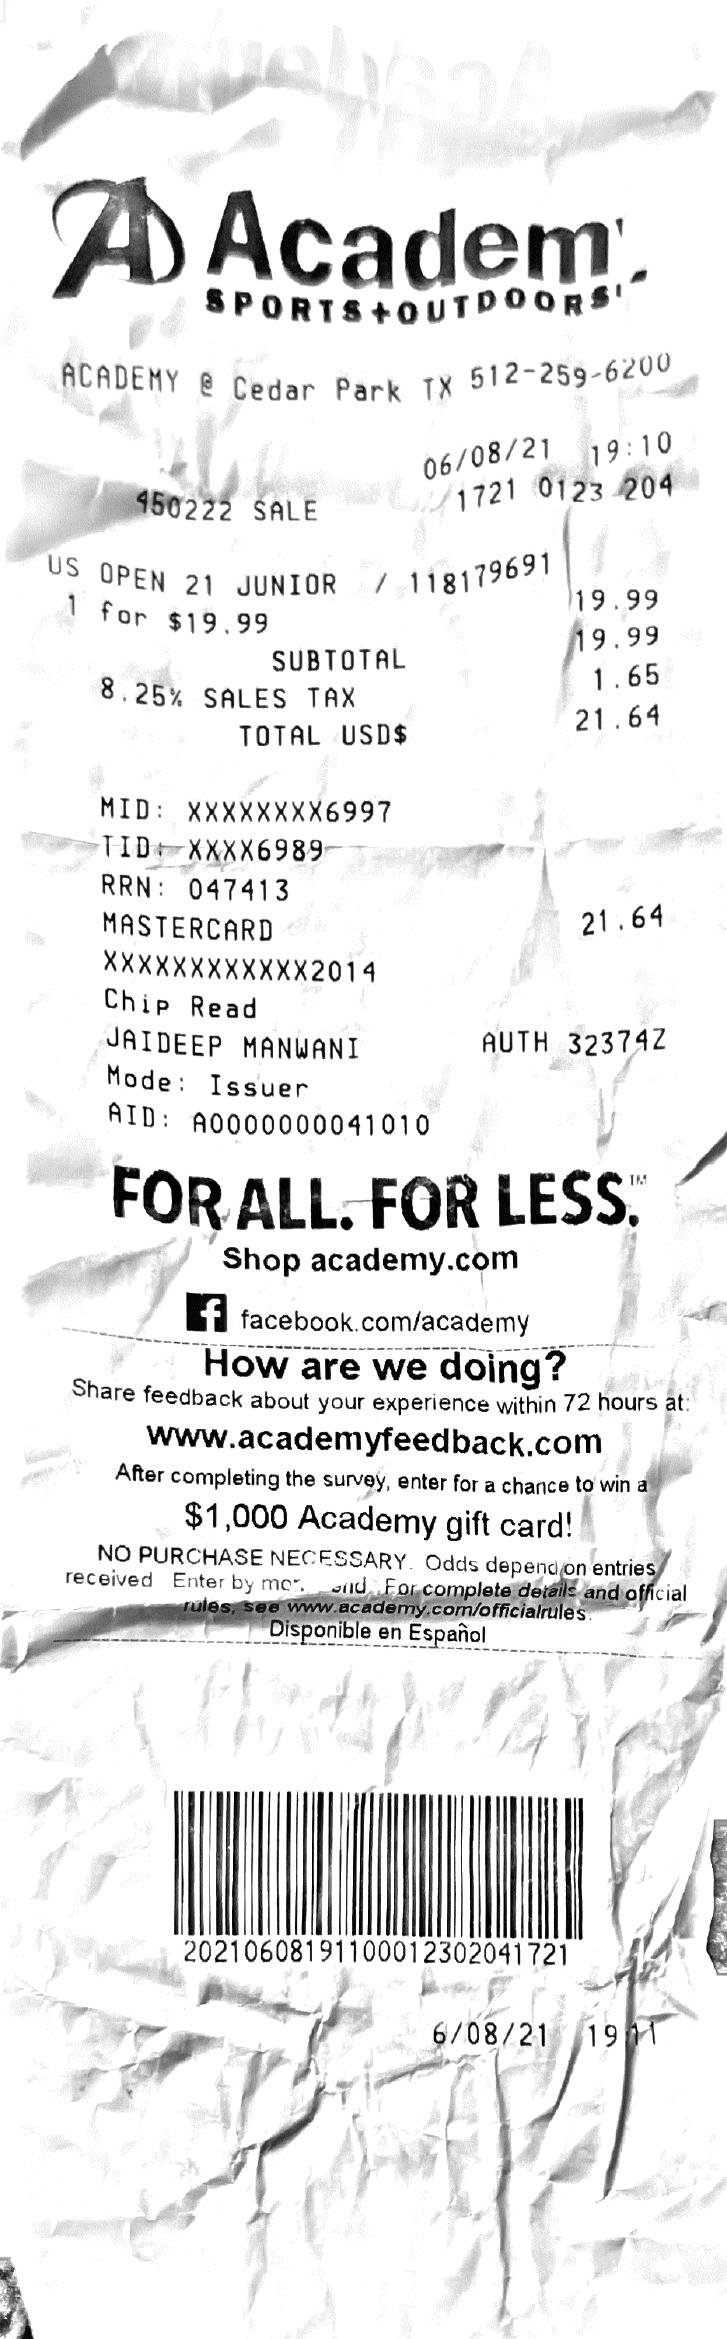 Academ
SPORTS+OUTDOORS
ACADEMY @ Cedar Park TX 512-259-6200
06/08/21 19:10
450222 SALE 1721 0123 204
US OPEN 21 JUNIOR / 118179691
1 for $19.99 19.99
SUBTOTAL 19.99
8.25% SALES TAX 1.65
TOTAL USD$ 21.64
MID: XXXXXXXX6997
TID: XXXX6989
RRN: 047413
MASTERCARD 21.64
XXXXXXXXXXXX2014
Chip Read
JAIDEEP MANWANI AUTH 32374Z
Mode: Issuer
AID: A0000000041010
FOR ALL. FOR LESS.™
Shop academy.com
facebook.com/academy
How are we doing?
Share feedback about your experience within 72 hours at:
www.academyfeedback.com
After completing the survey, enter for a chance to win a
$1,000 Academy gift card!
NO PURCHASE NECESSARY. Odds depend on entries
received Enter by For complete details and official
rules, see www.academy.com/officialrules.
Disponible en Español
20210608191100012302041721
6/08/21 19:11